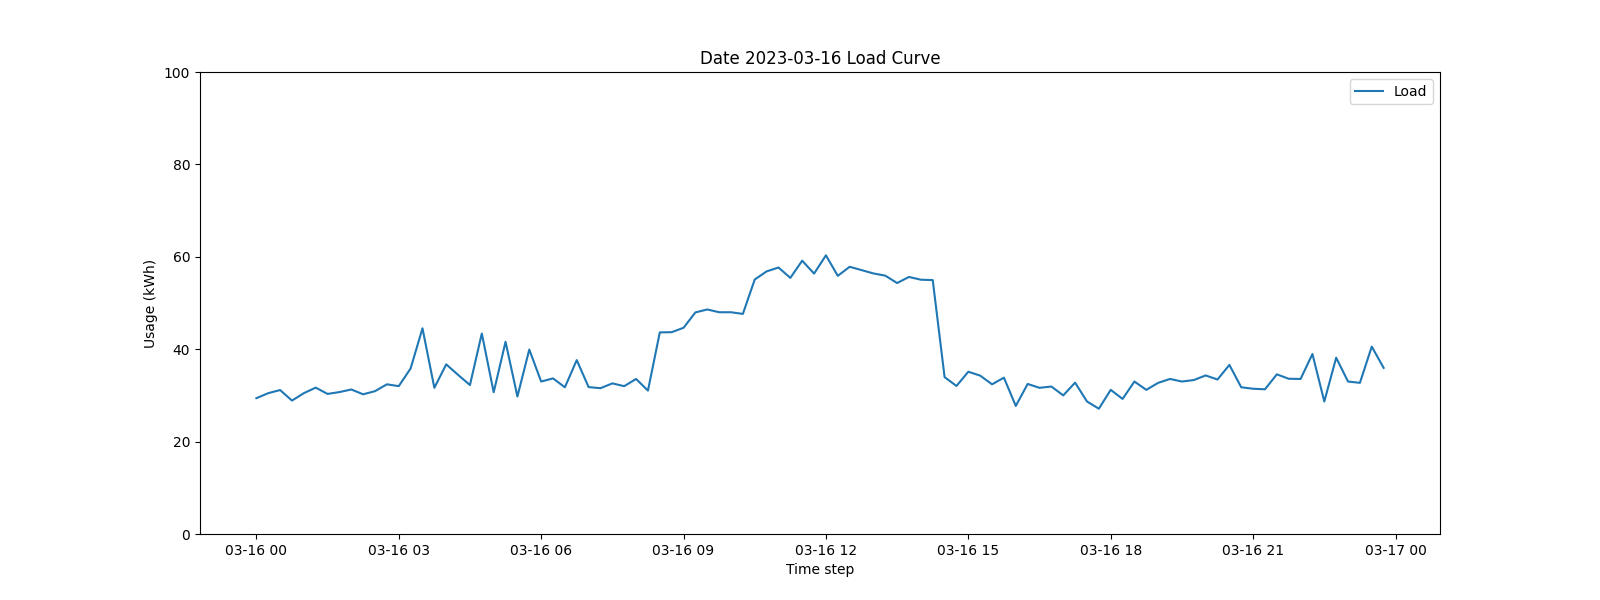 Date 2023-03-16 Load Curve
Load
100
80
60
40
20
0
Usage (kWh)
03-16 00 03-16 03 03-16 06 03-16 09 03-16 12 03-16 15 03-16 18 03-16 21 03-17 00
Time step